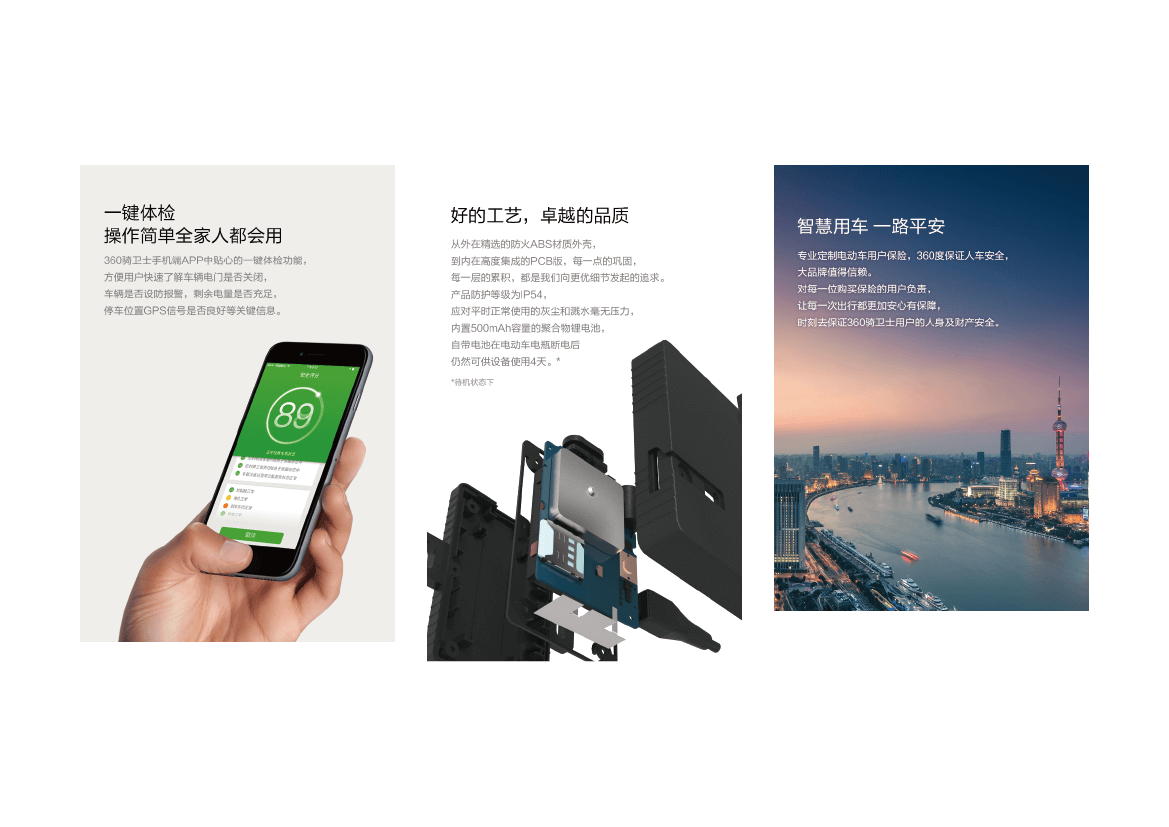 一键体检
操作简单全家人都会用
360骑卫士手机端APP中贴心的一键体检功能，
方便用户快速了解车辆电门是否关闭，
车辆是否设防报警，剩余电量是否充足，
停车位置GPS信号是否良好等关键信息。
89
好的工艺，卓越的品质
从外在精选的防火ABS材质外壳，
到内在高度集成的PCB版，每一点的巩固，
每一层的累积，都是我们向更优细节发起的追求。
产品防护等级为IP54，
应对平时正常使用的灰尘和溅水毫无压力，
内置500mAh容量的聚合物锂电池，
自带电池在电动车电瓶断电后
仍然可供设备使用4天。*
*待机状态下
智慧用车 一路平安
专业定制电动车用户保险，360度保证人车安全，
大品牌值得信赖。
对每一位购买保险的用户负责，
让每一次出行都更加安心有保障，
时刻去保证360骑卫士用户的人身及财产安全。